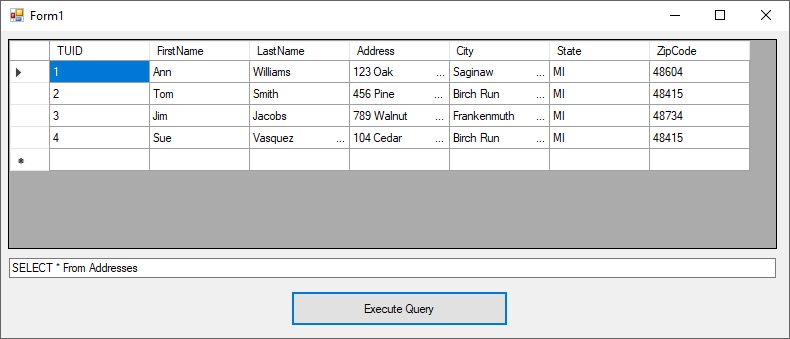 Form1
TUID FirstName LastName Address City State ZipCode
1 Ann Williams 123 Oak ... Saginaw ... MI 48604
2 Tom Smith 456 Pine ... Birch Run ... MI 48415
3 Jim Jacobs 789 Walnut ... Frankenmuth ... MI 48734
4 Sue Vasquez ... 104 Cedar ... Birch Run ... MI 48415
SELECT * From Addresses
Execute Query